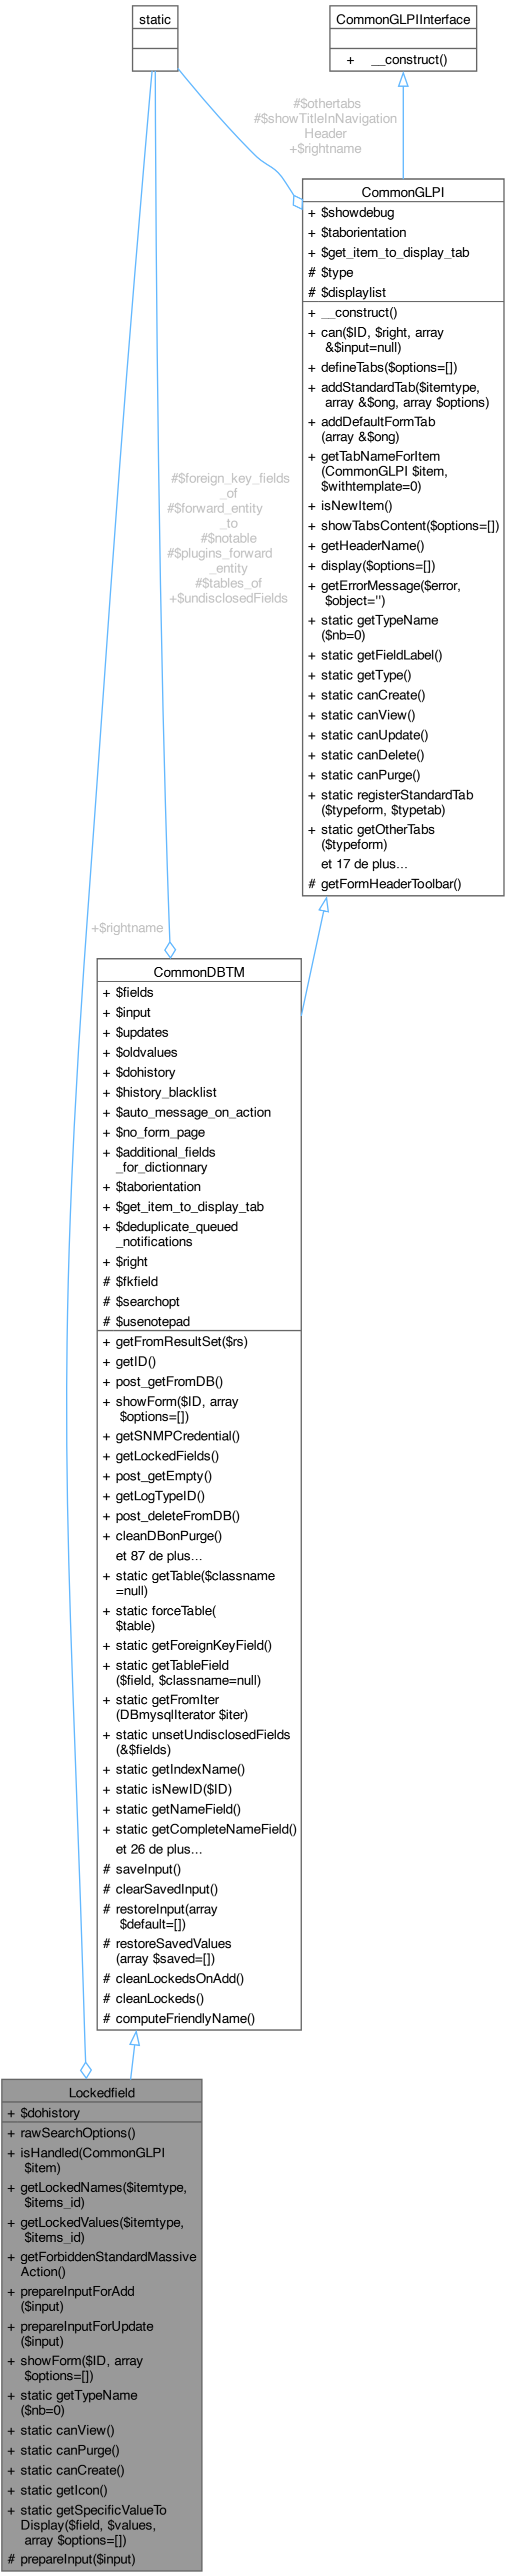 static
CommonGLPIInterface
+ __construct()
#$othertabs
#$showTitleInNavigation
Header
+$rightname
CommonGLPI
+ $showdebug
+ $taborientation
+ $get_item_to_display_tab
# $type
# $displaylist
+ __construct()
+ can($ID, $right, array
&$input=null)
+ defineTabs($options=[])
+ addStandardTab($itemtype,
array &$ong, array $options)
+ addDefaultFormTab
(array &$ong)
+ getTabNameForItem
(CommonGLPI $item,
$withtemplate=0)
+ isNewItem()
+ showTabsContent($options=[])
+ getHeaderName()
+ display($options=[])
+ getErrorMessage($error,
$object='')
+ static getTypeName
($nb=0)
+ static getFieldLabel()
+ static getType()
+ static canCreate()
+ static canView()
+ static canUpdate()
+ static canDelete()
+ static canPurge()
+ static registerStandardTab
($typeform, $typetab)
+ static getOtherTabs
($typeform)
et 17 de plus...
# getFormHeaderToolbar()
#$foreign_key_fields
_of
#$forward_entity
_to
#$notable
#$plugins_forward
_entity
#$tables_of
+$undisclosedFields
+$rightname
CommonDBTM
+ $fields
+ $input
+ $updates
+ $oldvalues
+ $dohistory
+ $history_blacklist
+ $auto_message_on_action
+ $no_form_page
+ $additional_fields
_for_dictionnary
+ $taborientation
+ $get_item_to_display_tab
+ $deduplicate_queued
_notifications
+ $right
# $fkfield
# $searchopt
# $usenotepad
+ getFromResultSet($rs)
+ getID()
+ post_getFromDB()
+ showForm($ID, array
$options=[])
+ getSNMPCredential()
+ getLockedFields()
+ post_getEmpty()
+ getLogTypeID()
+ post_deleteFromDB()
+ cleanDBonPurge()
et 87 de plus...
+ static getTable($classname
=null)
+ static forceTable(
$table)
+ static getForeignKeyField()
+ static getTableField
($field, $classname=null)
+ static getFromIter
(DBmysqlIterator $iter)
+ static unsetUndisclosedFields
(&$fields)
+ static getIndexName()
+ static isNewID($ID)
+ static getNameField()
+ static getCompleteNameField()
et 26 de plus...
# saveInput()
# clearSavedInput()
# restoreInput(array
$default=[])
# restoreSavedValues
(array $saved=[])
# cleanLockedsOnAdd()
# cleanLockeds()
# computeFriendlyName()
Lockedfield
+ $dohistory
+ rawSearchOptions()
+ isHandled(CommonGLPI
$item)
+ getLockedNames($itemtype,
$items_id)
+ getLockedValues($itemtype,
$items_id)
+ getForbiddenStandardMassive
Action()
+ prepareInputForAdd
($input)
+ prepareInputForUpdate
($input)
+ showForm($ID, array
$options=[])
+ static getTypeName
($nb=0)
+ static canView()
+ static canPurge()
+ static canCreate()
+ static getIcon()
+ static getSpecificValueTo
Display($field, $values,
array $options=[])
# prepareInput($input)